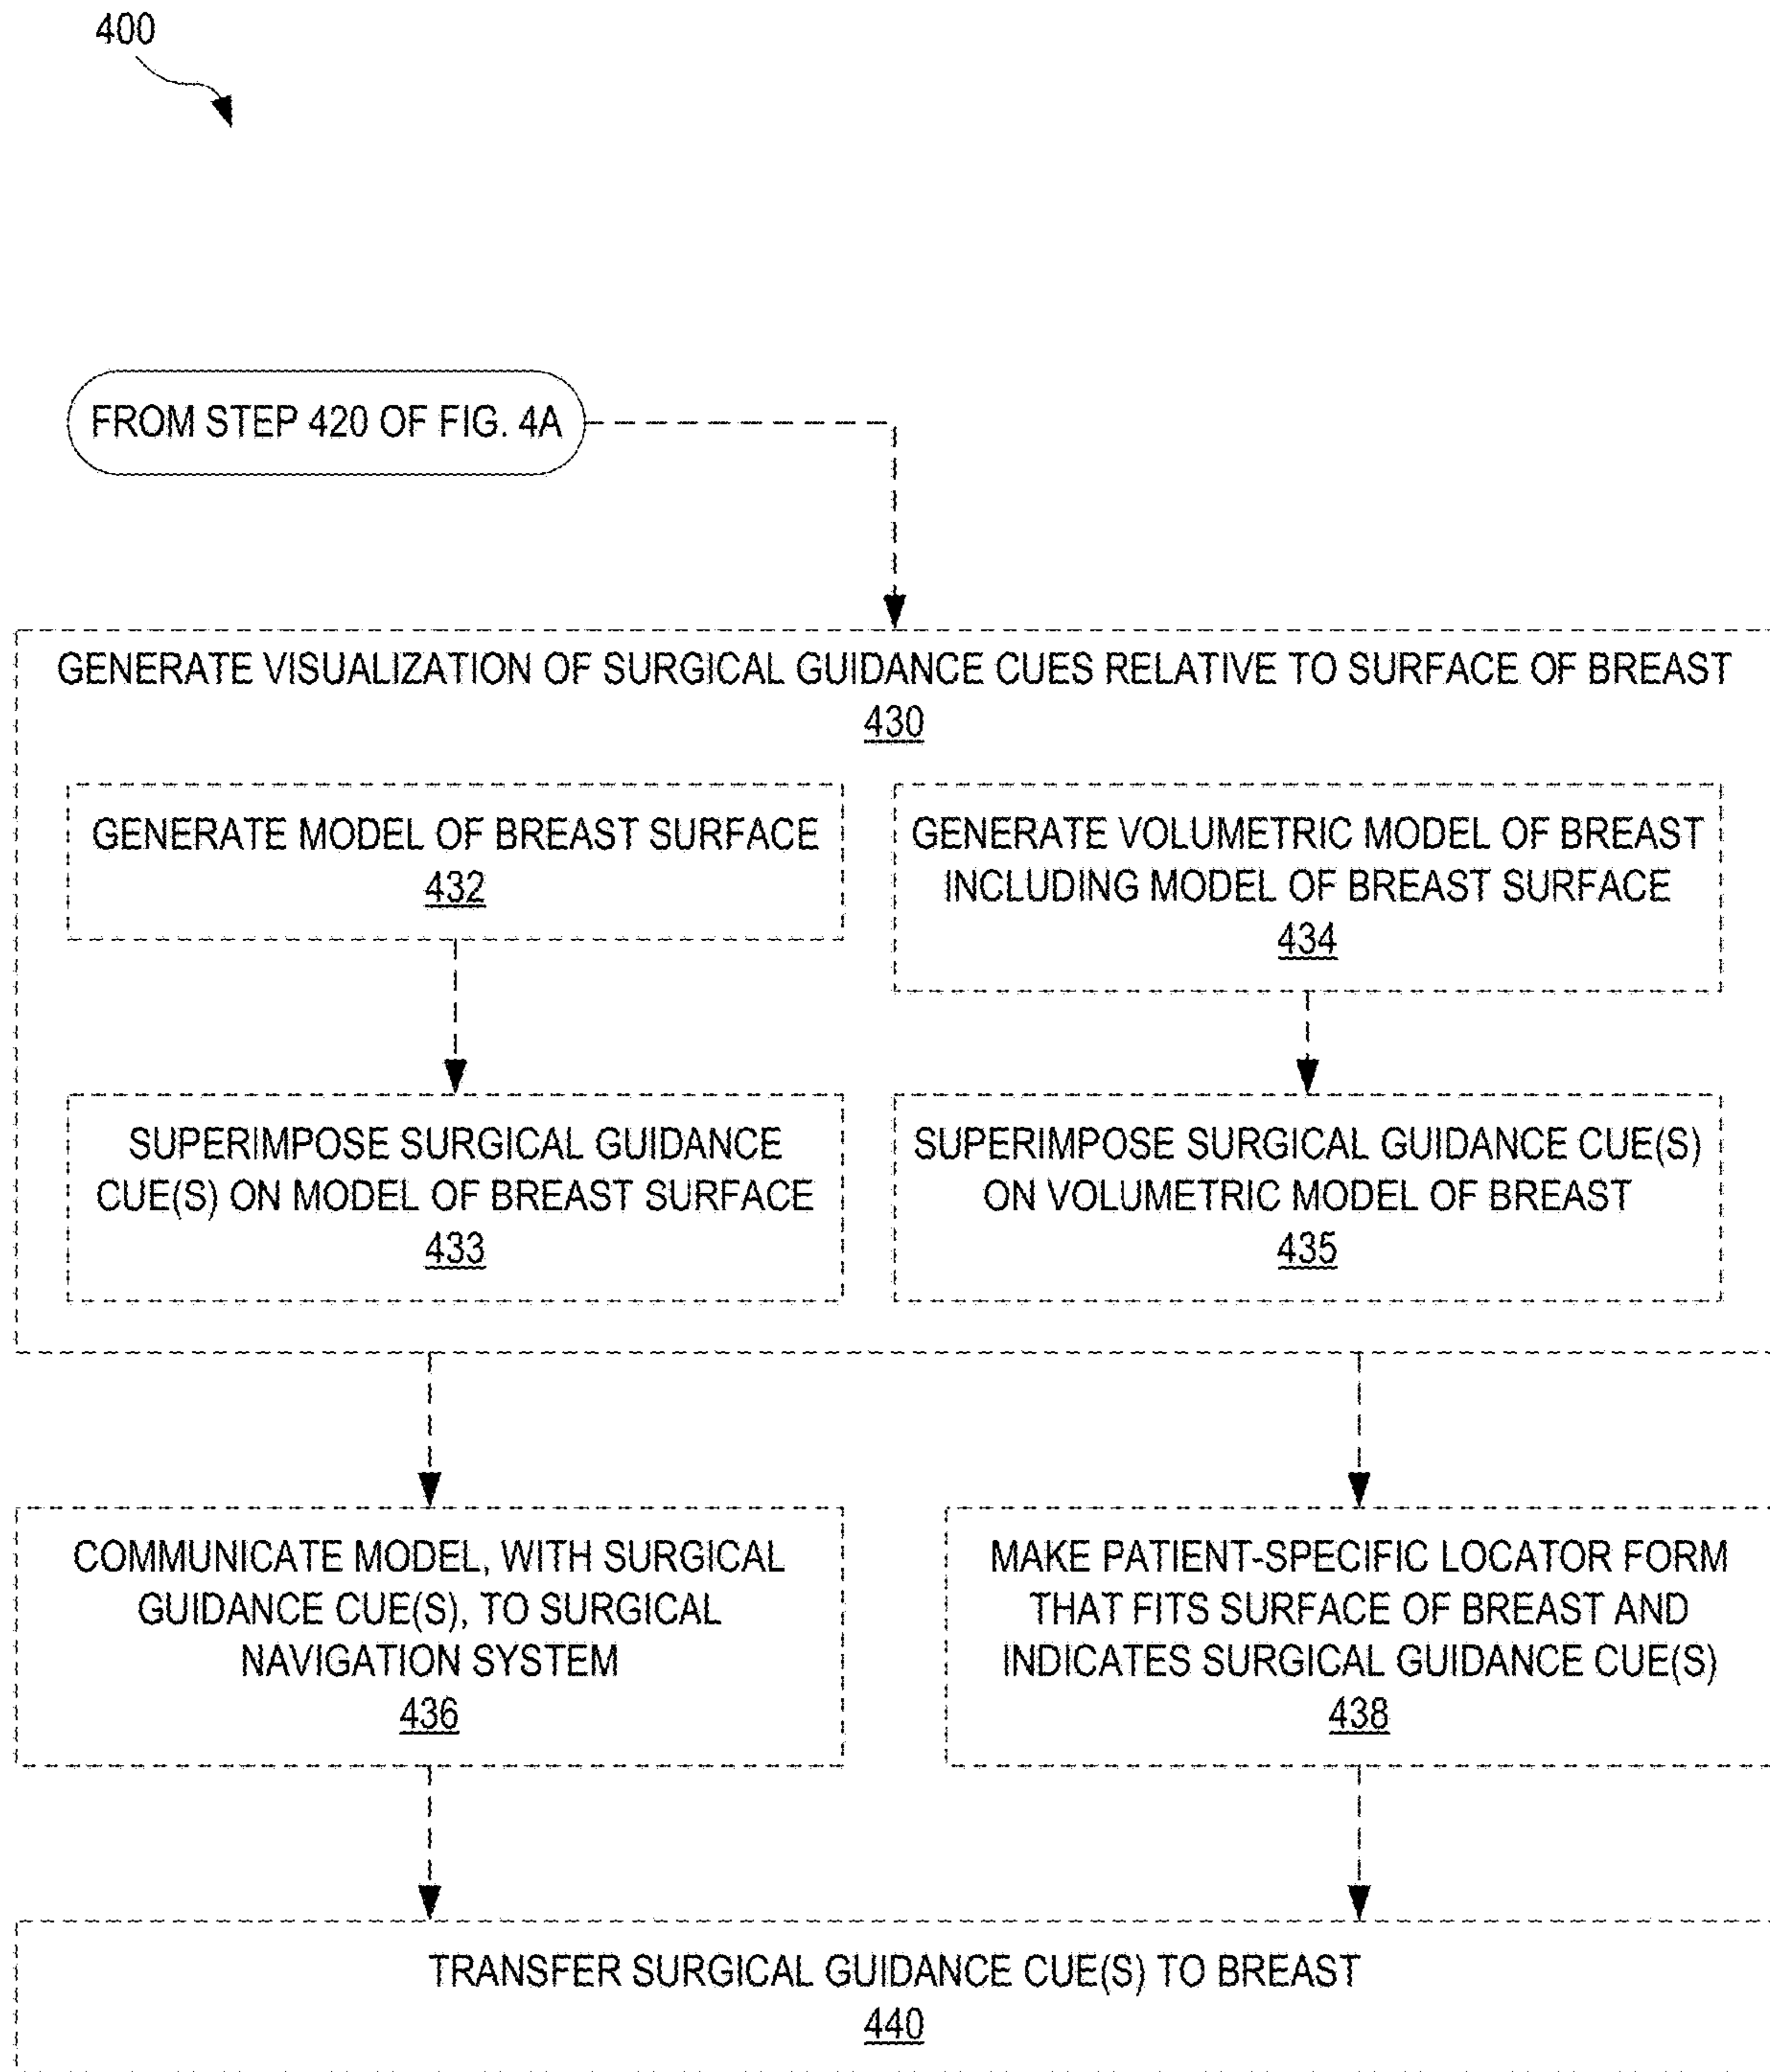 400
FROM STEP 420 OF FIG. 4A
GENERATE VISUALIZATION OF SURGICAL GUIDANCE CUES RELATIVE TO SURFACE OF BREAST
430
GENERATE MODEL OF BREAST SURFACE
432
GENERATE VOLUMETRIC MODEL OF BREAST
INCLUDING MODEL OF BREAST SURFACE
434
SUPERIMPOSE SURGICAL GUIDANCE
CUE(S) ON MODEL OF BREAST SURFACE
433
SUPERIMPOSE SURGICAL GUIDANCE CUE(S)
ON VOLUMETRIC MODEL OF BREAST
435
COMMUNICATE MODEL, WITH SURGICAL
GUIDANCE CUE(S), TO SURGICAL
NAVIGATION SYSTEM
436
MAKE PATIENT-SPECIFIC LOCATOR FORM
THAT FITS SURFACE OF BREAST AND
INDICATES SURGICAL GUIDANCE CUE(S)
438
TRANSFER SURGICAL GUIDANCE CUE(S) TO BREAST
440